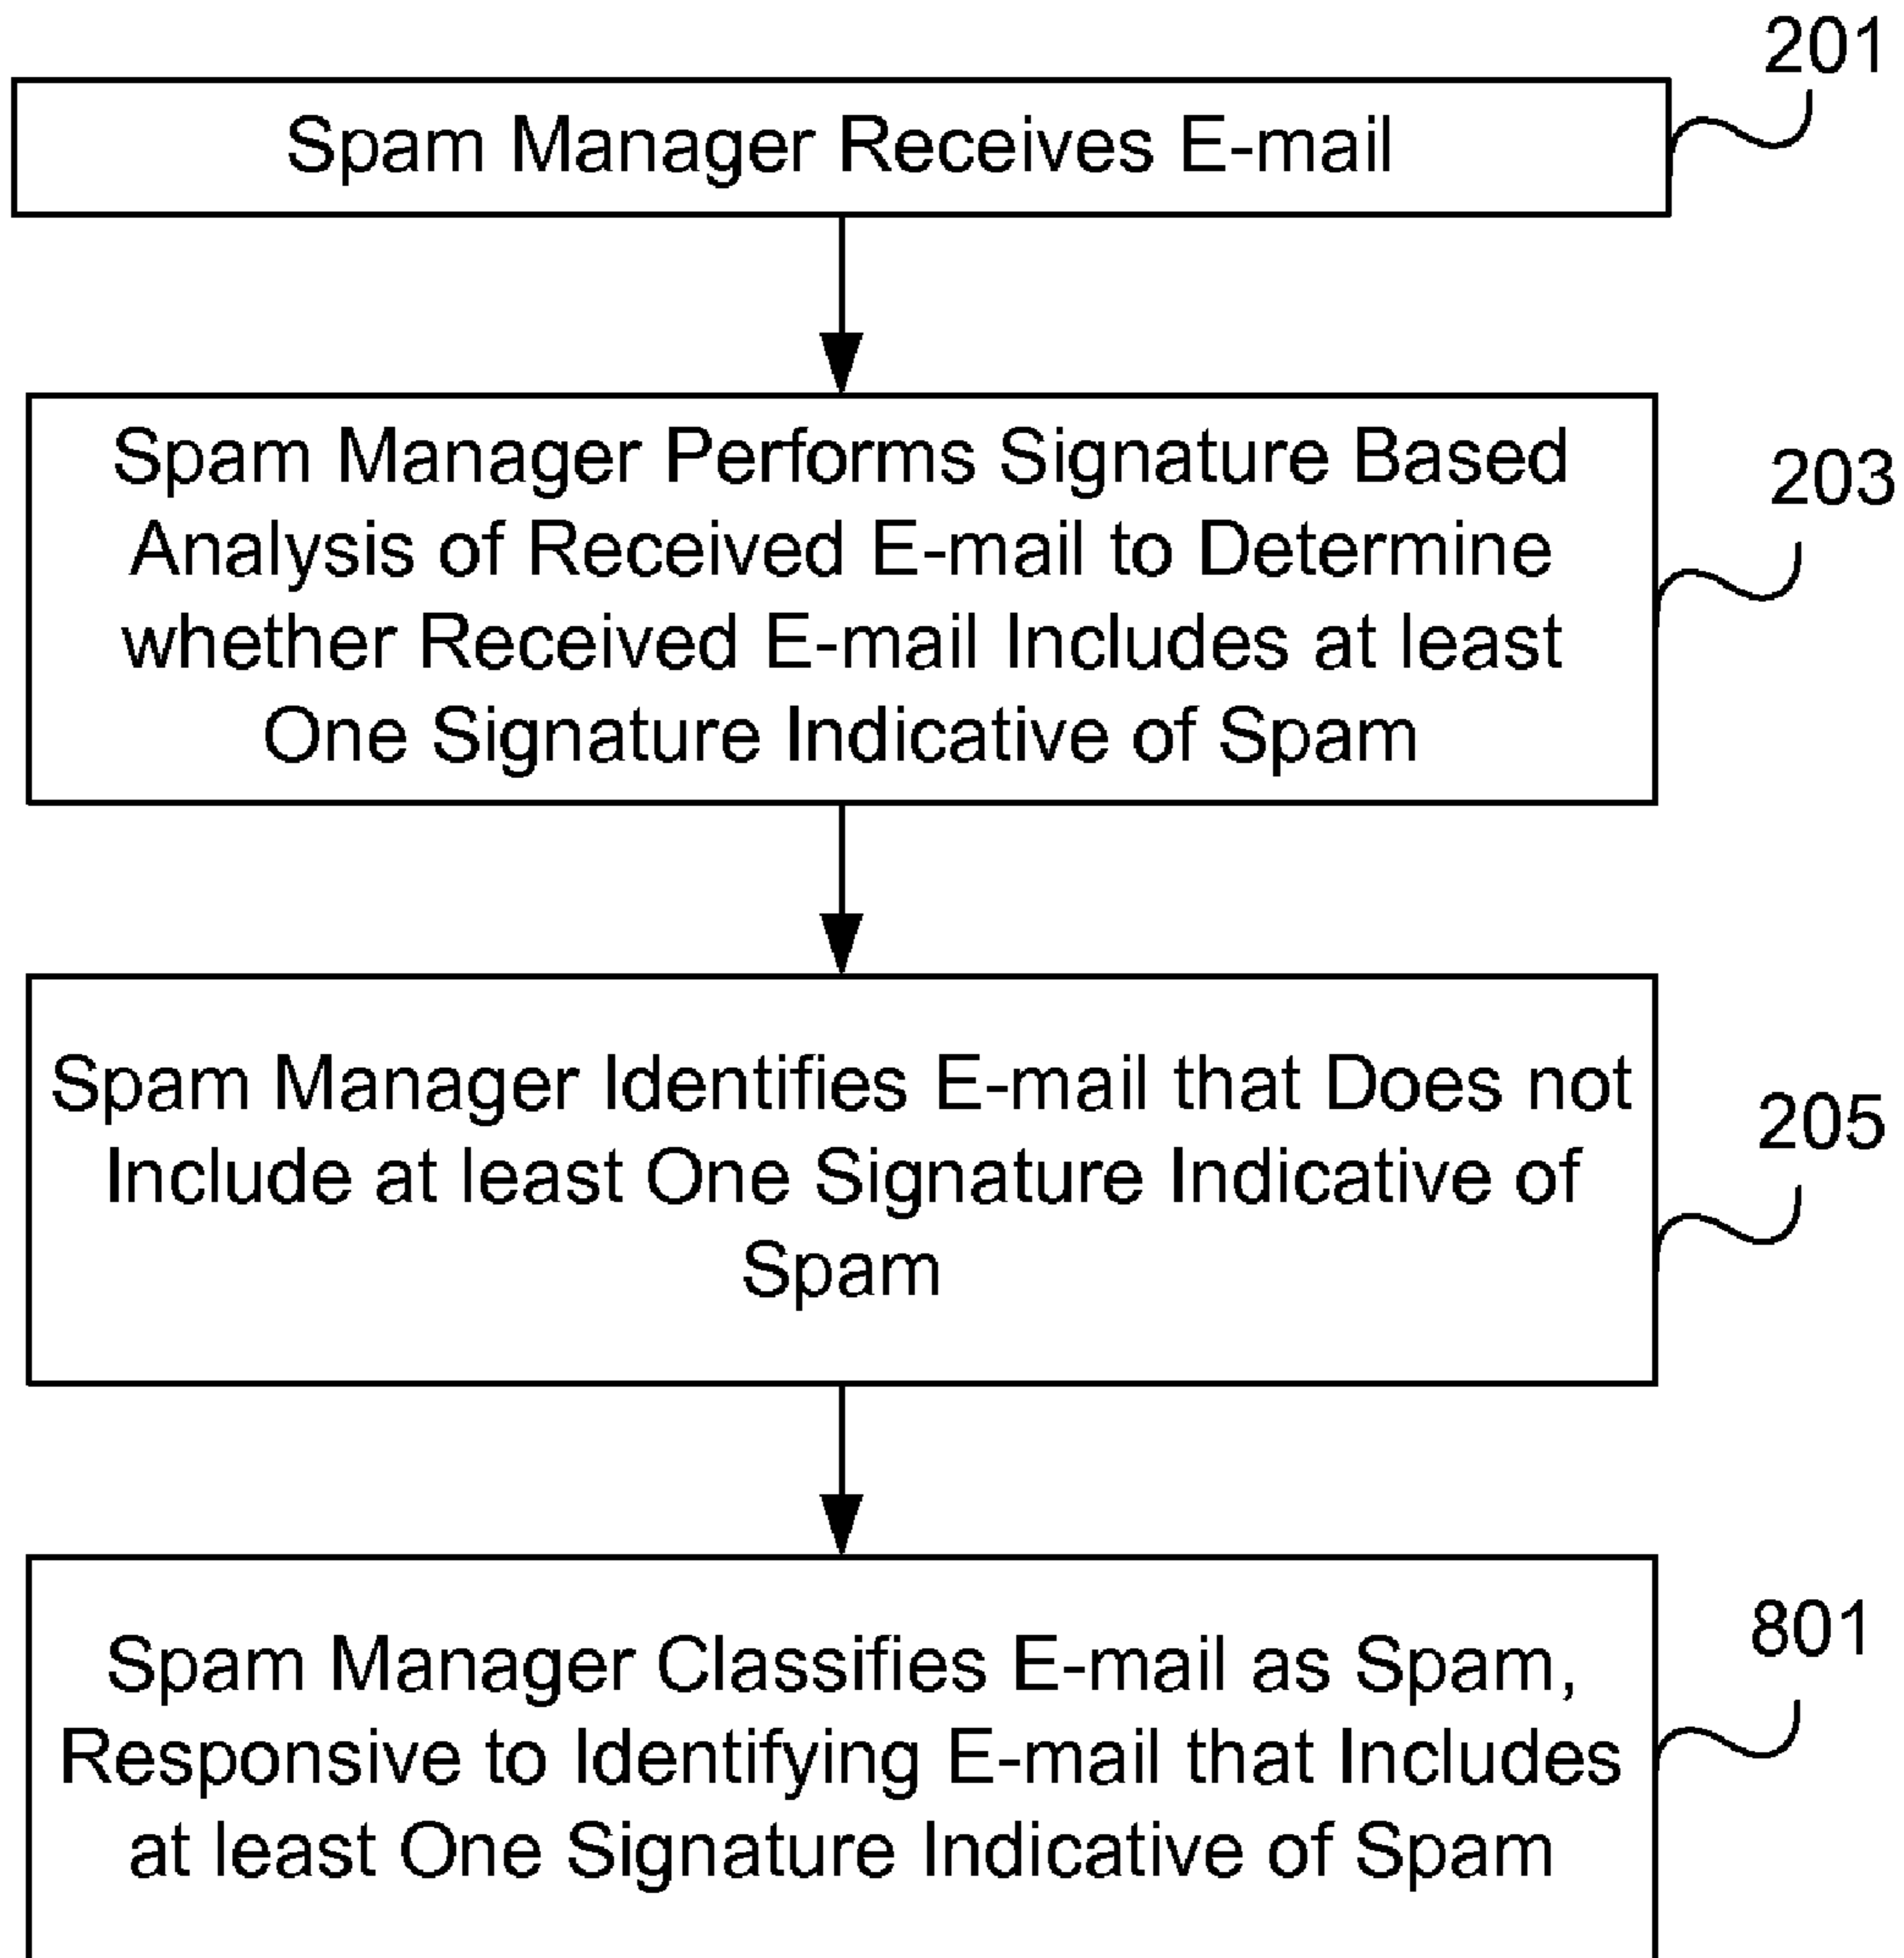 201
Spam Manager Receives E-mail
Spam Manager Performs Signature Based
Analysis of Received E-mail to Determine
whether Received E-mail Includes at least
One Signature Indicative of Spam
203
Spam Manager Identifies E-mail that Does not
Include at least One Signature Indicative of
Spam
205
Spam Manager Classifies E-mail as Spam,
Responsive to Identifying E-mail that Includes
at least One Signature Indicative of Spam
801